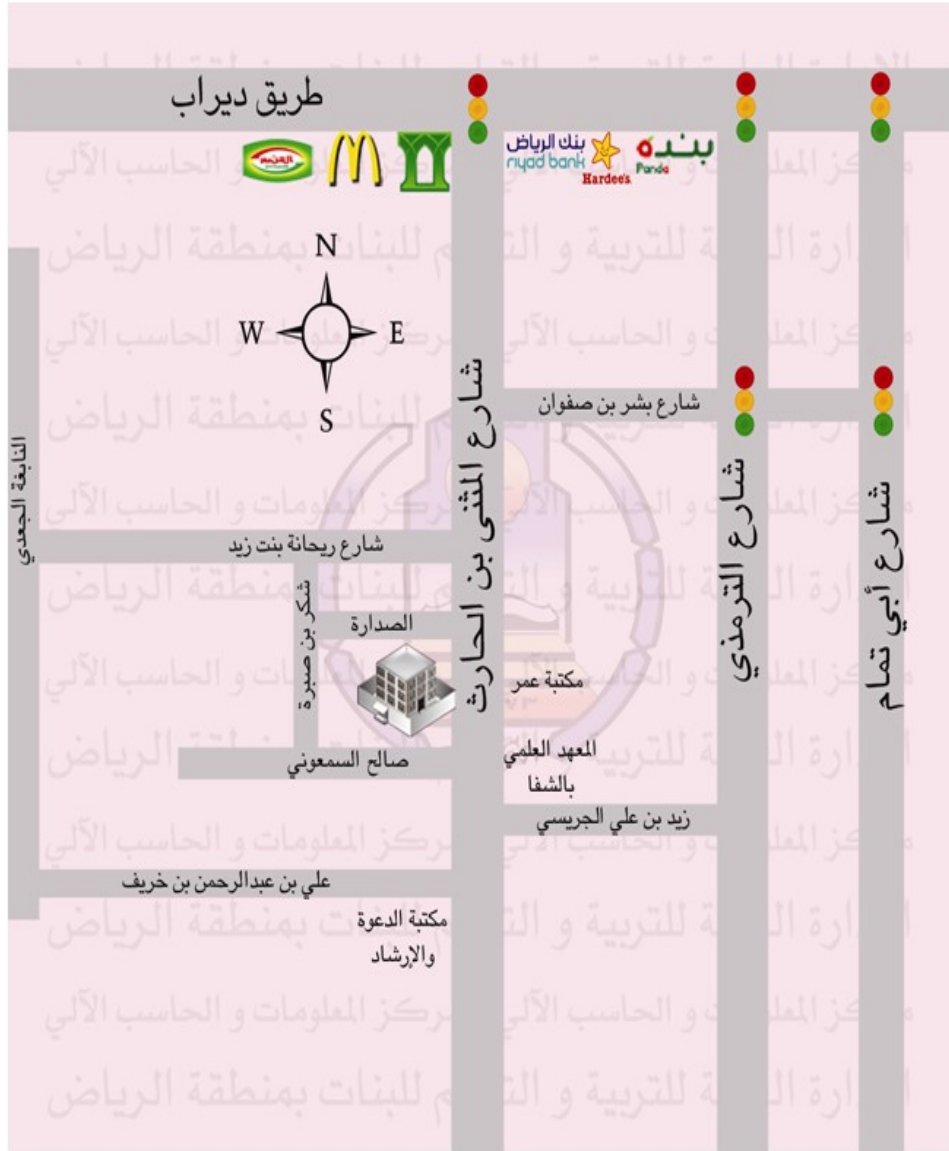 طريق ديراب
بنك الرياض
riyad bank
Hardee's
بنده
Panda
N
W
E
S
شارع بشر بن صفوان
شارع المثنى بن الحارث
شارع الترمذي
شارع أبي تمام
النابغة الجعدي
شارع ريحانة بنت زيد
شكر بن صبرة
الصدارة
مكتبة عمر
صالح السمعوني
المعهد العلمي
بالشفا
زيد بن علي الجريسي
علي بن عبدالرحمن بن خريف
مكتبة الدعوة
والإرشاد